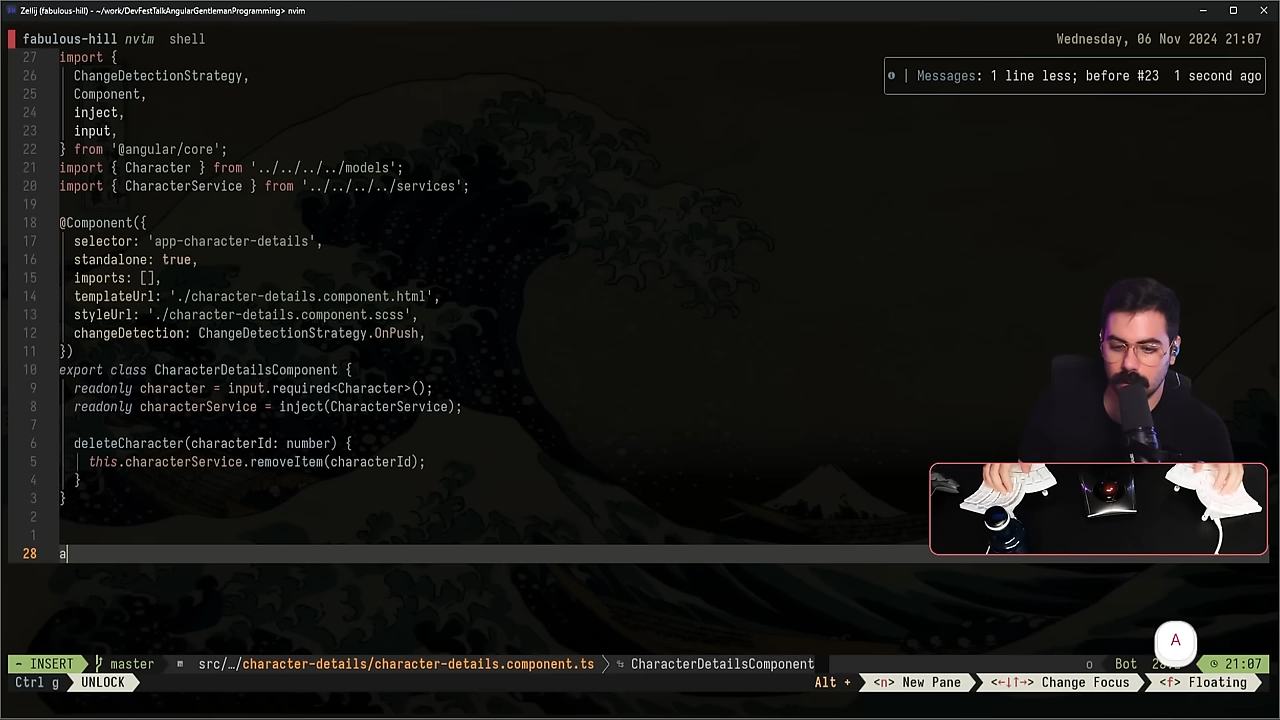 Zellij (fabulous-hill) - ~/work/DevFestTalkAngularGentlemanProgramming> nvim
fabulous-hill nvim shell Wednesday, 06 Nov 2024 21:07
Messages: 1 line less; before #23 1 second ago
27 import {
26 ChangeDetectionStrategy,
25 Component,
24 inject,
23 input,
22 } from '@angular/core';
21 import { Character } from '../../../../models';
20 import { CharacterService } from '../../../../services';
19
18 @Component({
17 selector: 'app-character-details',
16 standalone: true,
15 imports: [],
14 templateUrl: './character-details.component.html',
13 styleUrl: './character-details.component.scss',
12 changeDetection: ChangeDetectionStrategy.OnPush,
11 })
10 export class CharacterDetailsComponent {
9 readonly character = input.required<Character>();
8 readonly characterService = inject(CharacterService);
7
6 deleteCharacter(characterId: number) {
5 this.characterService.removeItem(characterId);
4 }
3 }
2
1
28 a
A
INSERT master src/…/character-details/character-details.component.ts CharacterDetailsComponent Bot 21:07
Ctrl g UNLOCK Alt + <n> New Pane <←↓↑→> Change Focus <f> Floating